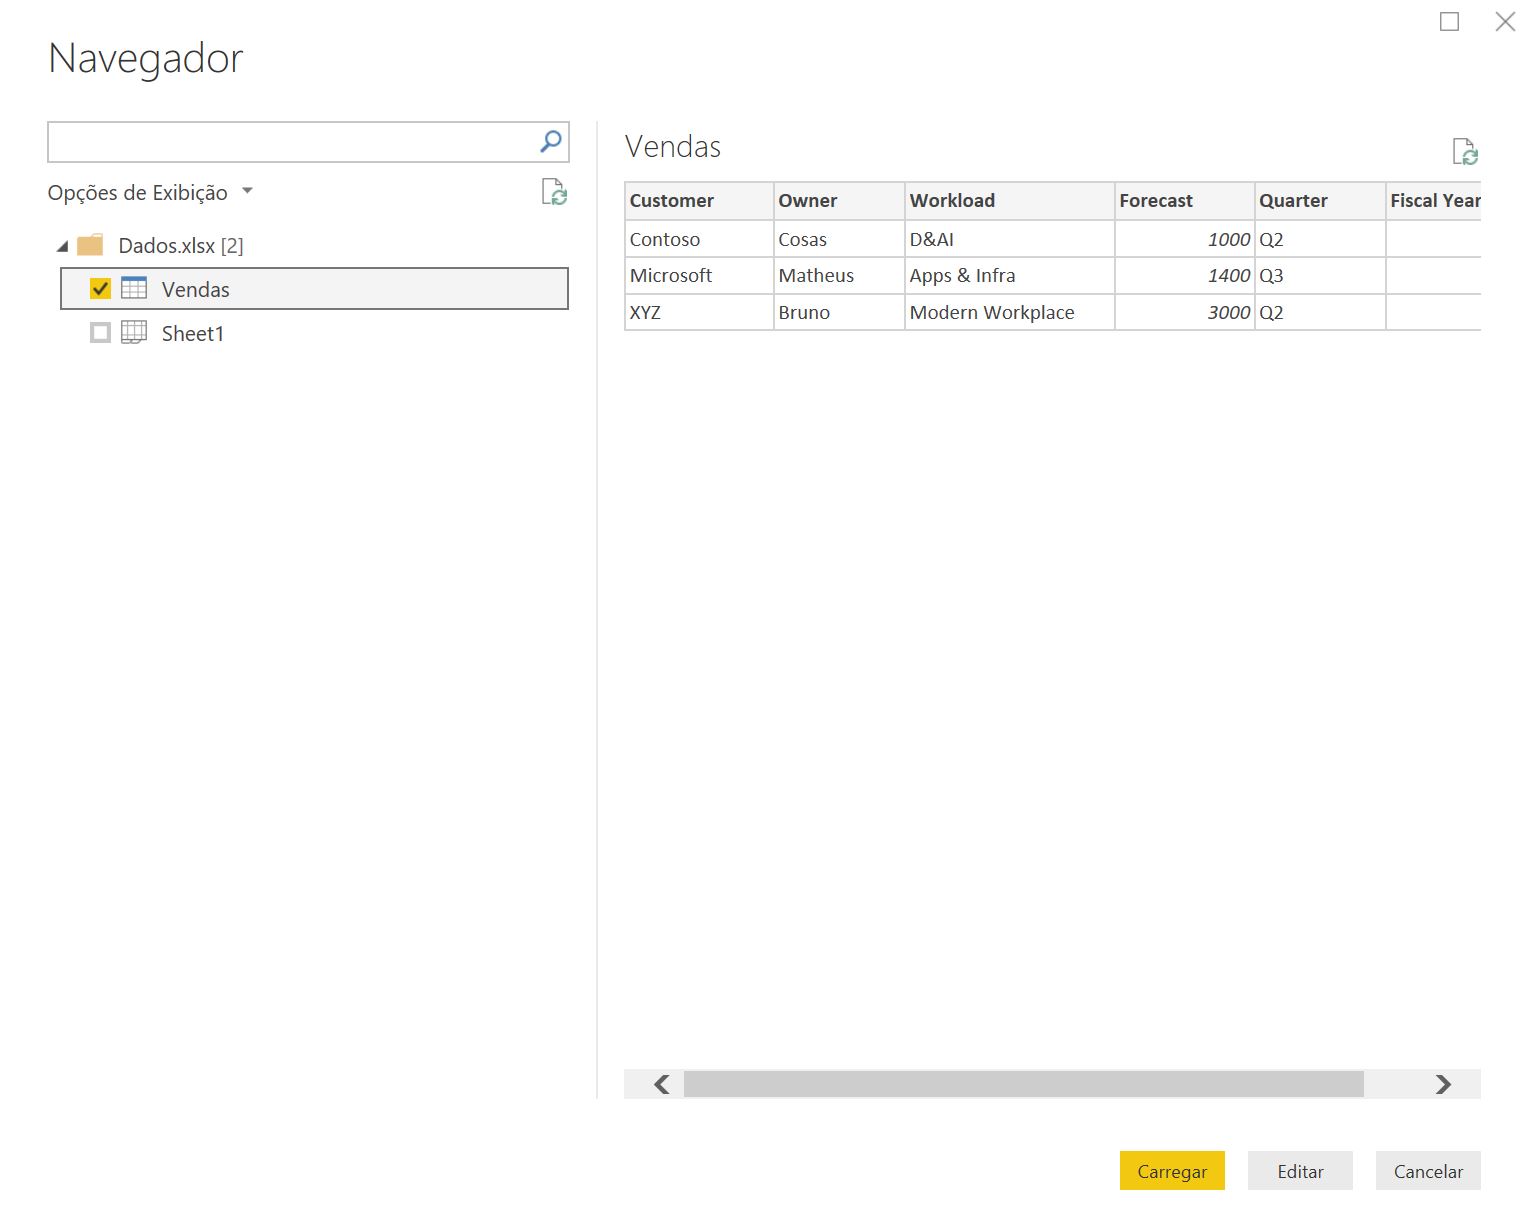 Navegador
Opções de Exibição
Dados.xlsx [2]
Vendas
Sheet1
Vendas
Customer Owner Workload Forecast Quarter Fiscal Year
Contoso Cosas D&AI 1000 Q2
Microsoft Matheus Apps & Infra 1400 Q3
XYZ Bruno Modern Workplace 3000 Q2
Carregar Editar Cancelar